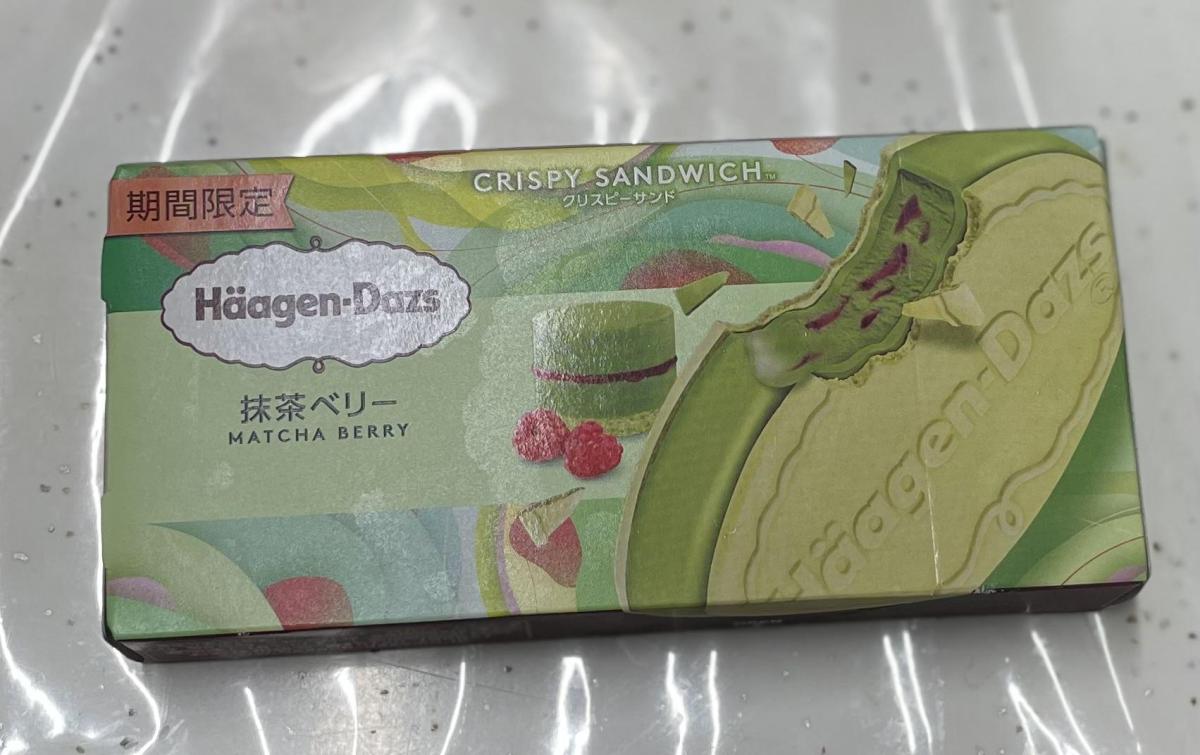 期間限定
CRISPY SANDWICH™
クリスピーサンド
Häagen-Dazs
抹茶ベリー
MATCHA BERRY
Häagen-Dazs®